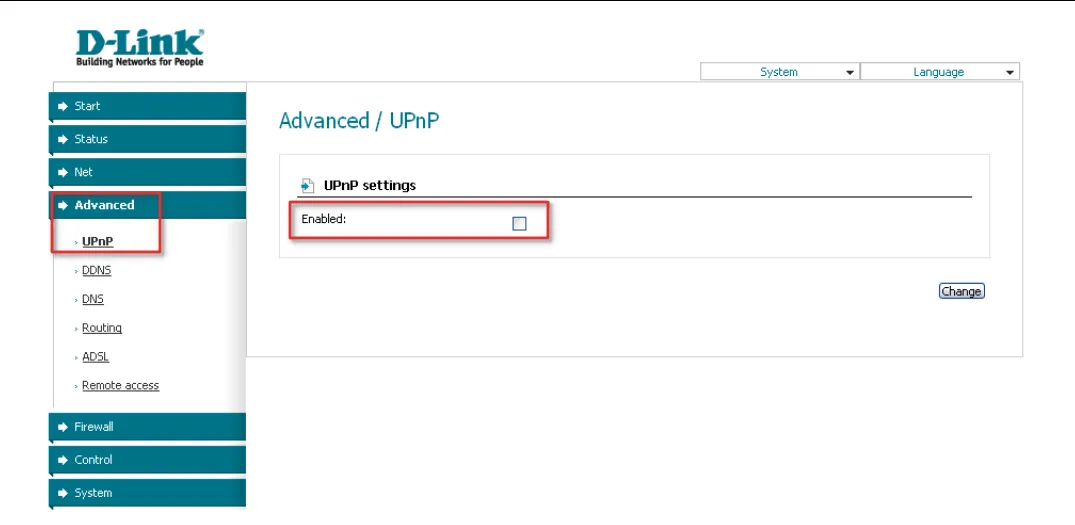 D-Link
Building Networks for People
System
Language
Start
Status
Net
Advanced
UPnP
DDNS
DNS
Routing
ADSL
Remote access
Firewall
Control
System
Advanced / UPnP
UPnP settings
Enabled:
Change